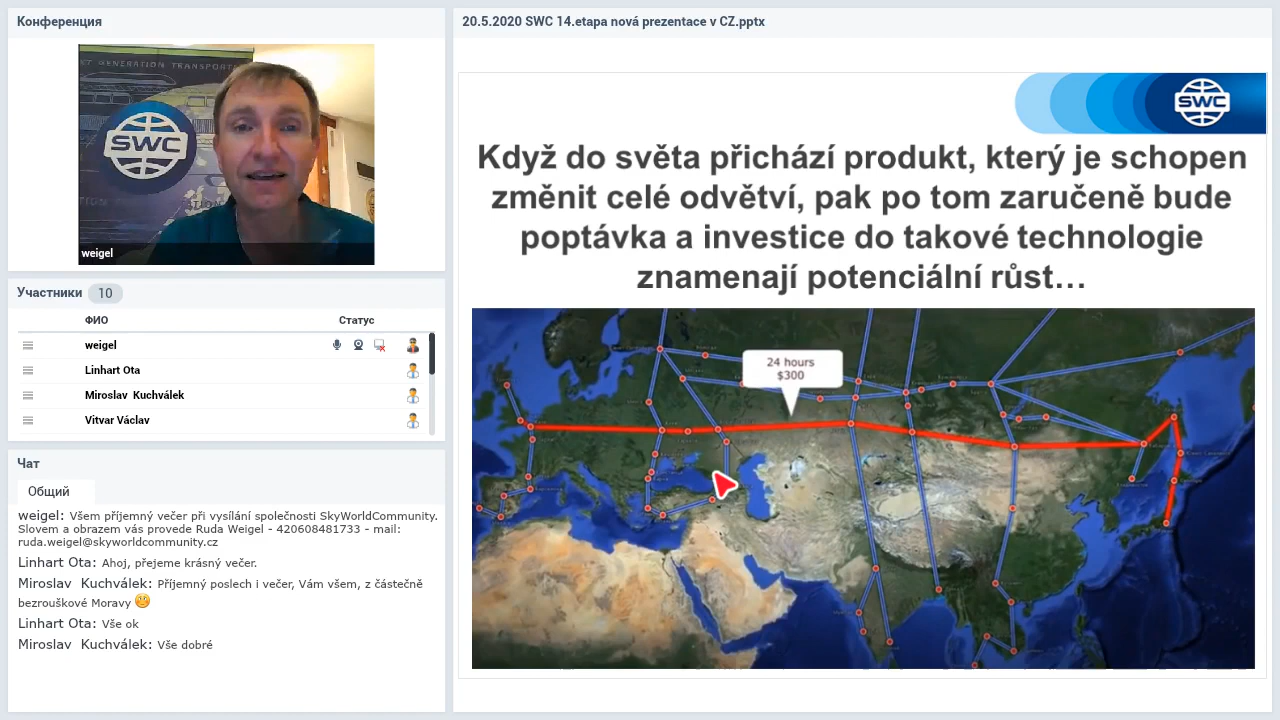 Конференция
GENERATION TRANSPORT
SWC
weigel
Участники 10
ФИО Статус
weigel
Linhart Ota
Miroslav Kuchválek
Vitvar Václav
Чат
Общий
weigel: Všem příjemný večer při vysílání společnosti SkyWorldCommunity.
Slovem a obrazem vás provede Ruda Weigel - 420608481733 - mail:
ruda.weigel@skyworldcommunity.cz
Linhart Ota: Ahoj, přejeme krásný večer.
Miroslav Kuchválek: Příjemný poslech i večer, Vám všem, z částečně
bezrouškové Moravy
Linhart Ota: Vše ok
Miroslav Kuchválek: Vše dobré
20.5.2020 SWC 14.etapa nová prezentace v CZ.pptx
SWC
Když do světa přichází produkt, který je schopen
změnit celé odvětví, pak po tom zaručeně bude
poptávka a investice do takové technologie
znamenají potenciální růst...
24 hours
$300